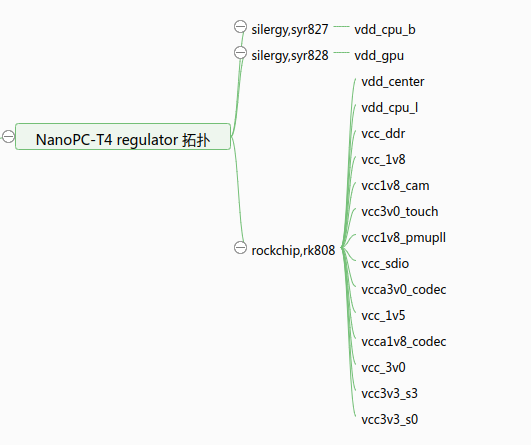 silergy,syr827
vdd_cpu_b
silergy,syr828
vdd_gpu
NanoPC-T4 regulator 拓扑
rockchip,rk808
vdd_center
vdd_cpu_l
vcc_ddr
vcc_1v8
vcc1v8_cam
vcc3v0_touch
vcc1v8_pmupll
vcc_sdio
vcca3v0_codec
vcc_1v5
vcca1v8_codec
vcc_3v0
vcc3v3_s3
vcc3v3_s0